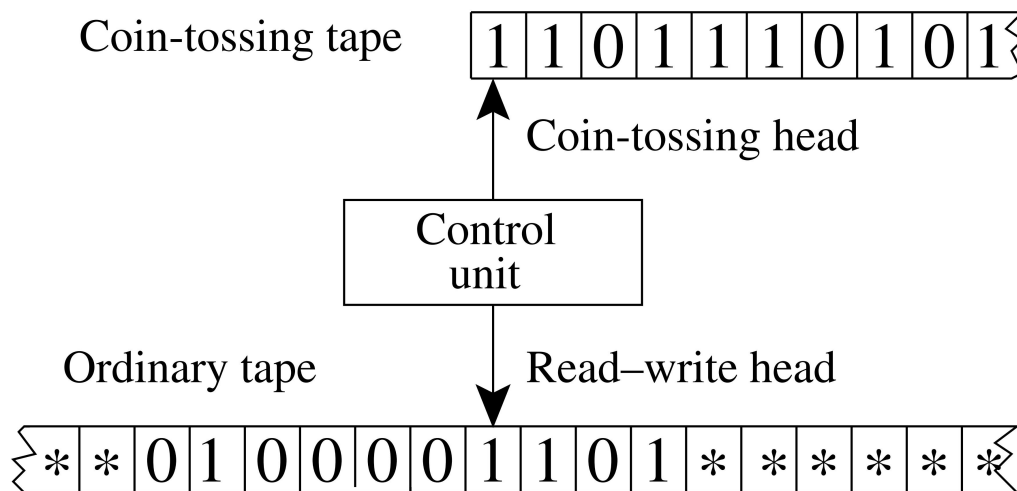 Coin-tossing tape
1 1 0 1 1 1 0 1 0 1
Coin-tossing head
Control
unit
Ordinary tape
Read–write head
* * 0 1 0 0 0 0 1 1 0 1 * * * * * *